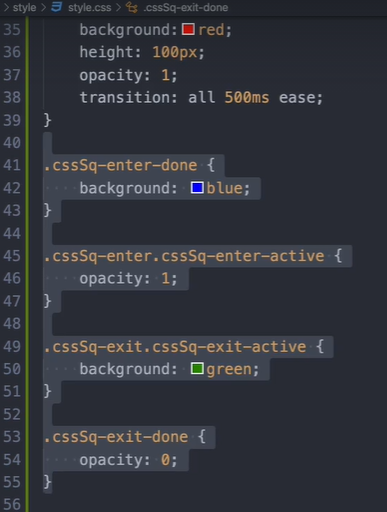 > style > style.css > .cssSq-exit-done
35 background: red;
36 height: 100px;
37 opacity: 1;
38 transition: all 500ms ease;
39 }
40
41 .cssSq-enter-done {
42 background: blue;
43 }
44
45 .cssSq-enter.cssSq-enter-active {
46 opacity: 1;
47 }
48
49 .cssSq-exit.cssSq-exit-active {
50 background: green;
51 }
52
53 .cssSq-exit-done {
54 opacity: 0;
55 }
56